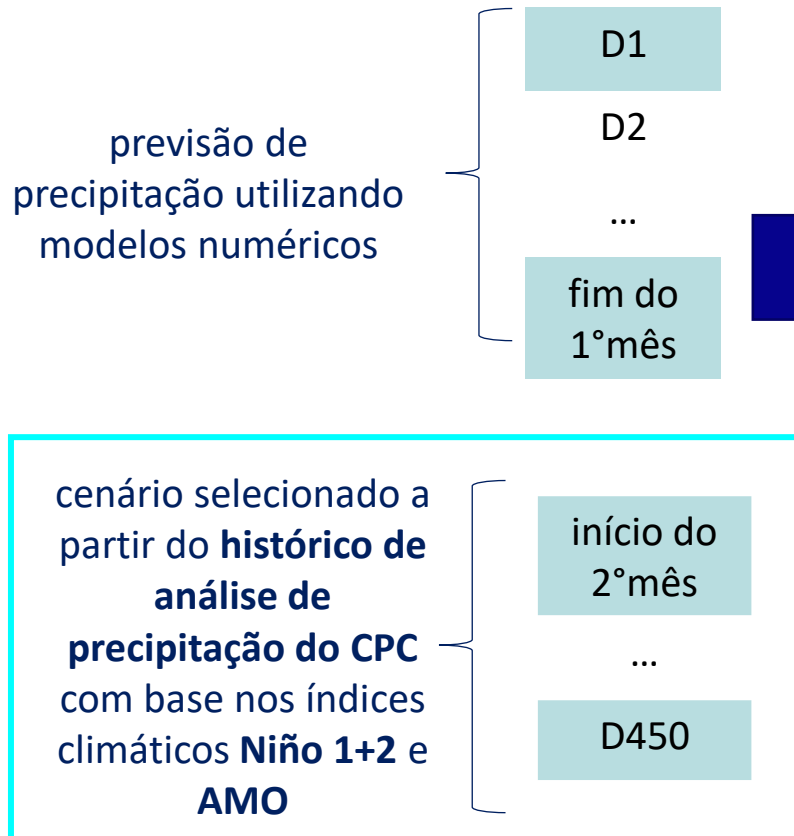 previsão de
precipitação utilizando
modelos numéricos
D1
D2
...
fim do
1°mês
cenário selecionado a
partir do histórico de
análise de
precipitação do CPC
com base nos índices
climáticos Niño 1+2 e
AMO
início do
2°mês
...
D450